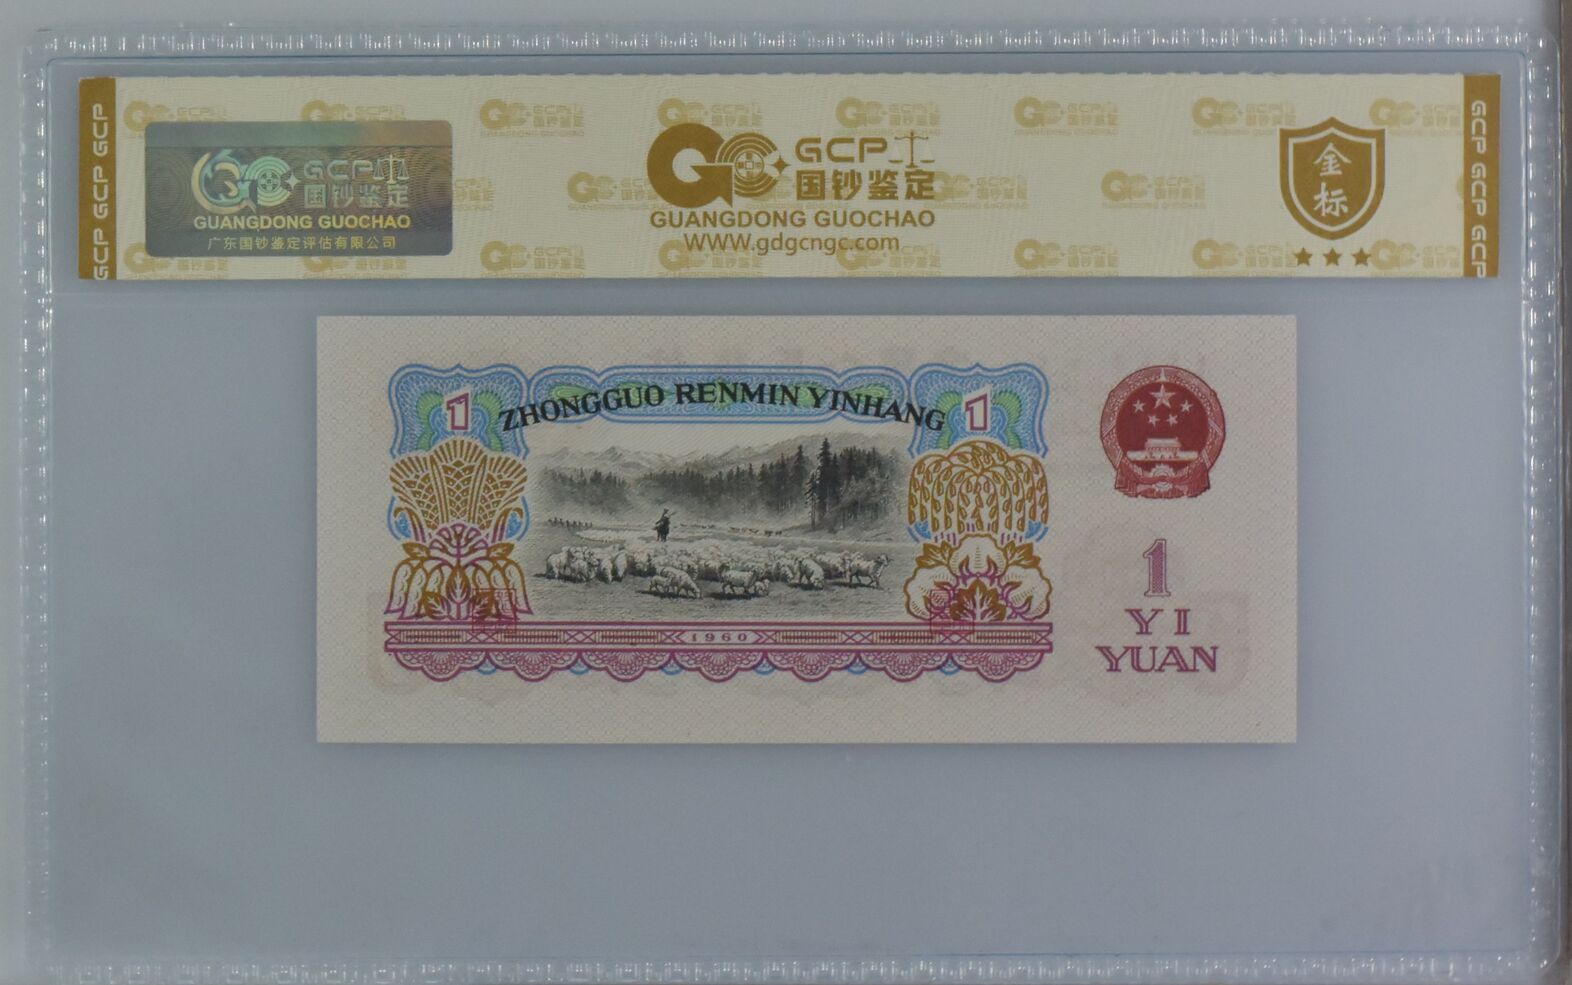 GCP GCP GCP
GCP 国钞鉴定
GUANGDONG GUOCHAO
广东国钞鉴定评估有限公司
GCP
国钞鉴定
GUANGDONG GUOCHAO
WWW.gdgcngc.com
金
标
GCP GCP GCP
ZHONGGUO RENMIN YINHANG
1
1
1960
1
YI
YUAN